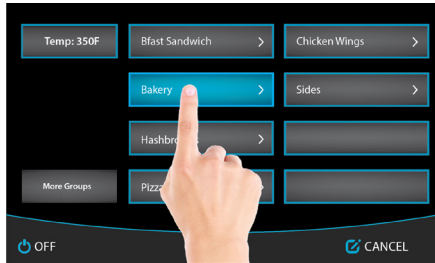 Temp: 350F
Bfast Sandwich
Chicken Wings
Bakery
Sides
More Groups
OFF
CANCEL